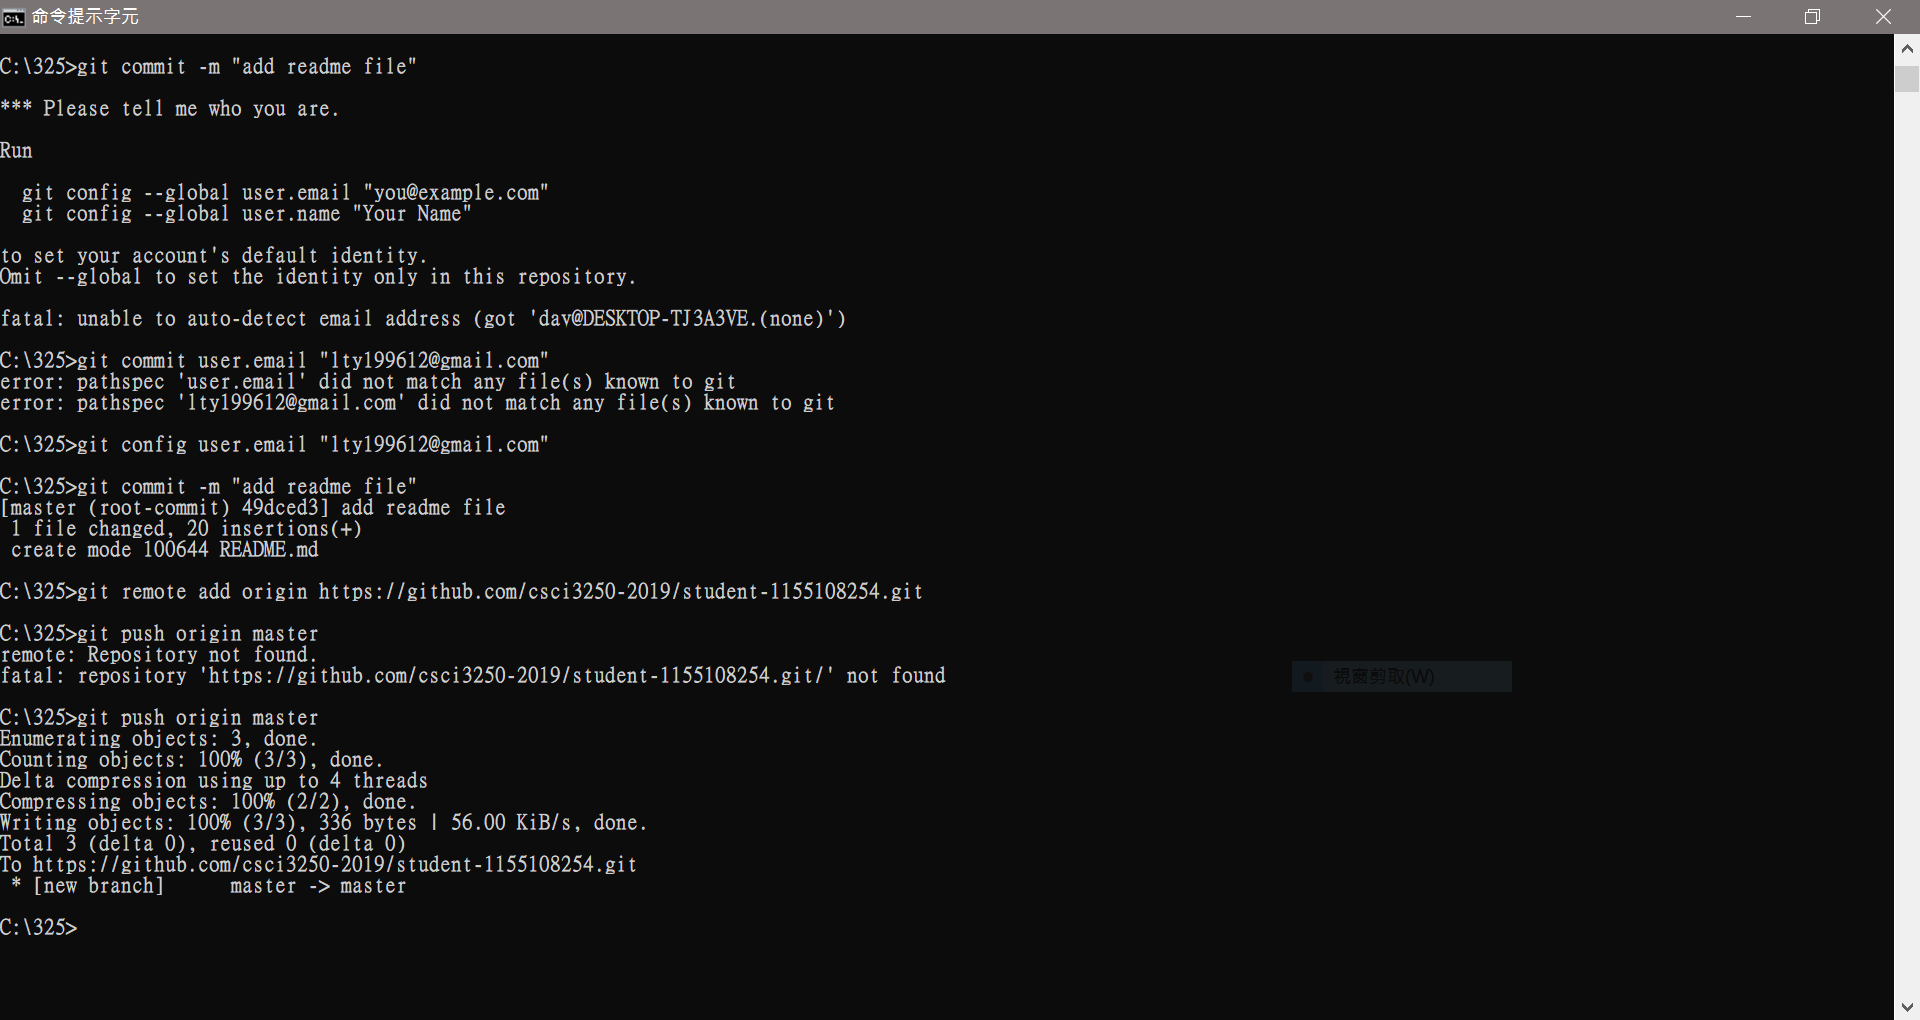 命令提示字元
C:\325>git commit -m "add readme file"
*** Please tell me who you are.
Run
git config --global user.email "you@example.com"
git config --global user.name "Your Name"
to set your account's default identity.
Omit --global to set the identity only in this repository.
fatal: unable to auto-detect email address (got 'dav@DESKTOP-TJ3A3VE.(none)')
C:\325>git commit user.email "lty199612@gmail.com"
error: pathspec 'user.email' did not match any file(s) known to git
error: pathspec 'lty199612@gmail.com' did not match any file(s) known to git
C:\325>git config user.email "lty199612@gmail.com"
C:\325>git commit -m "add readme file"
[master (root-commit) 49dced3] add readme file
1 file changed, 20 insertions(+)
create mode 100644 README.md
C:\325>git remote add origin https://github.com/csci3250-2019/student-1155108254.git
C:\325>git push origin master
remote: Repository not found.
fatal: repository 'https://github.com/csci3250-2019/student-1155108254.git/' not found
視窗剪取(W)
C:\325>git push origin master
Enumerating objects: 3, done.
Counting objects: 100% (3/3), done.
Delta compression using up to 4 threads
Compressing objects: 100% (2/2), done.
Writing objects: 100% (3/3), 336 bytes | 56.00 KiB/s, done.
Total 3 (delta 0), reused 0 (delta 0)
To https://github.com/csci3250-2019/student-1155108254.git
* [new branch]      master -> master
C:\325>